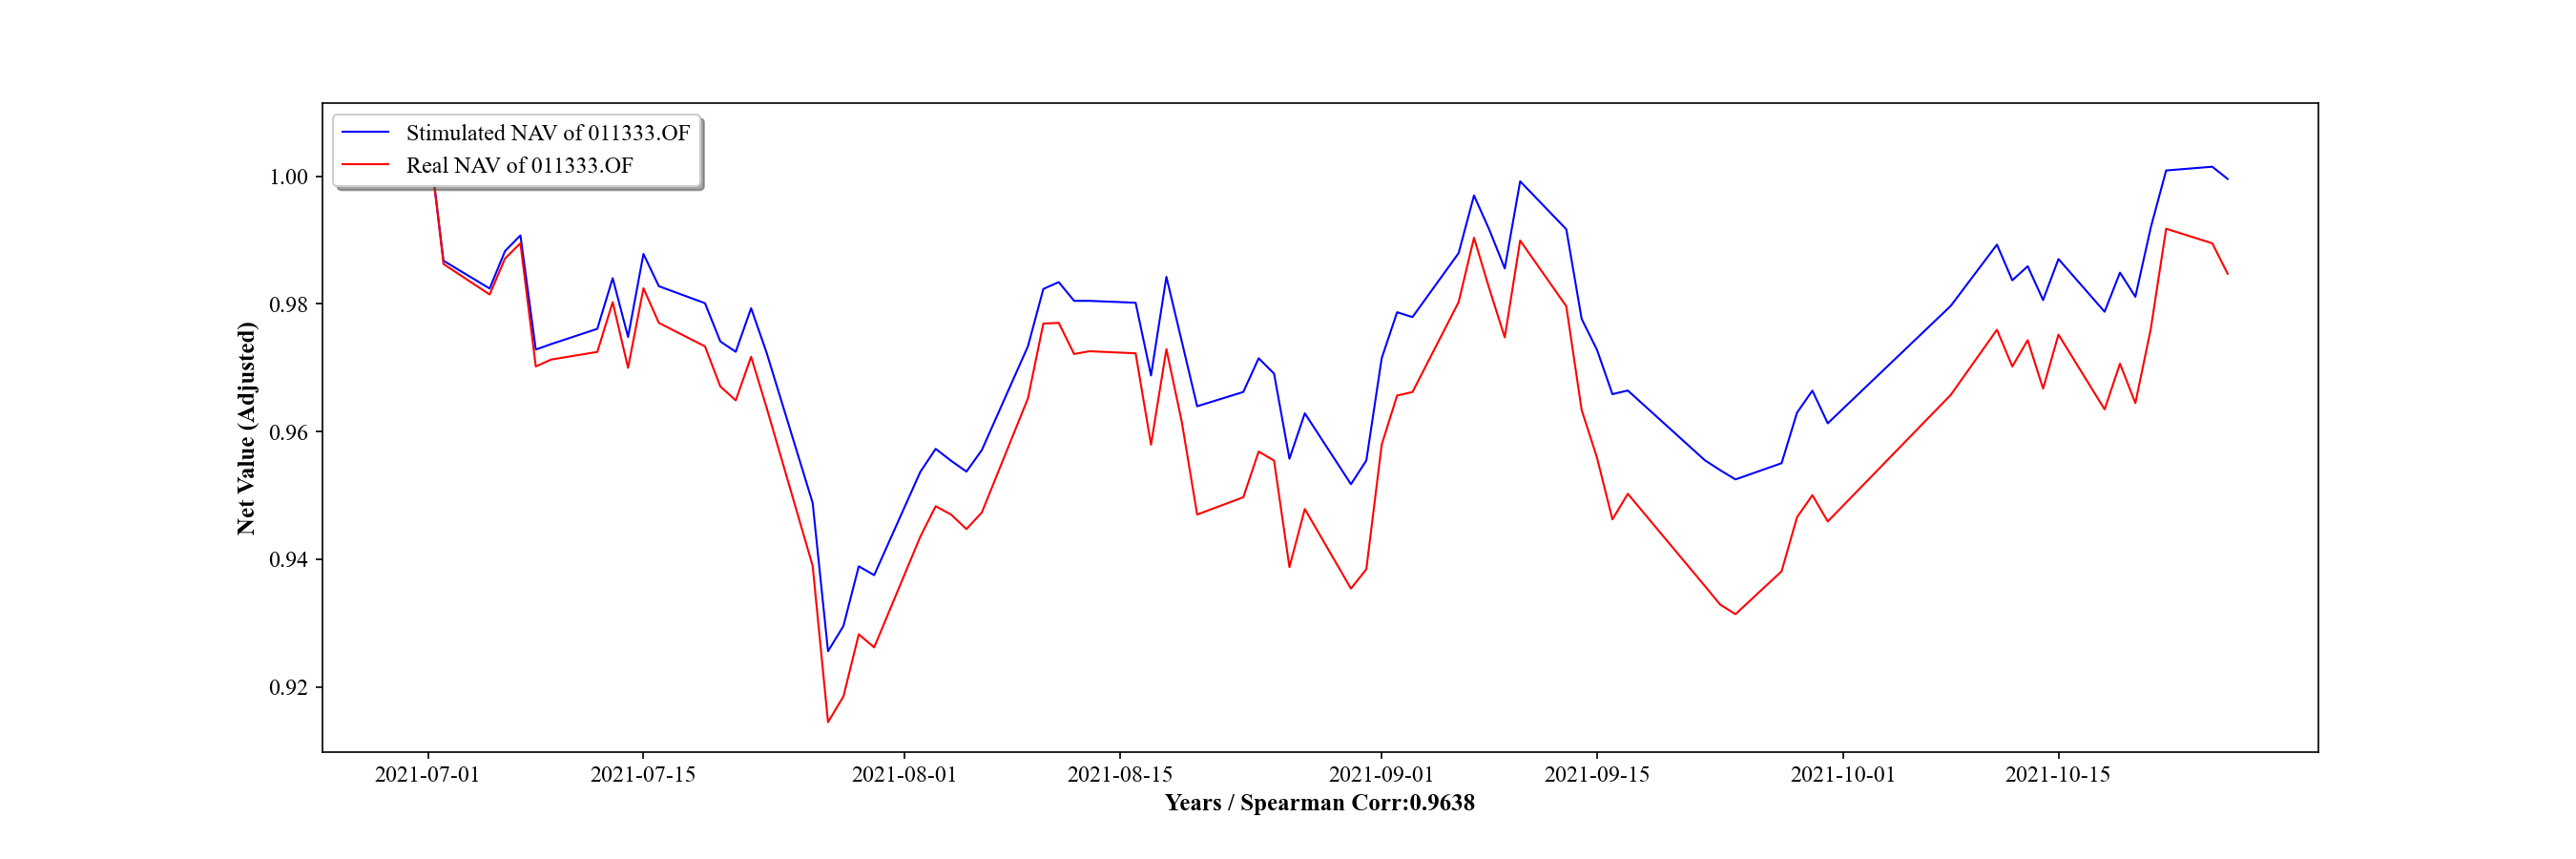 Stimulated NAV of 011333.OF
Real NAV of 011333.OF
Net Value (Adjusted)
1.00
0.98
0.96
0.94
0.92
2021-07-01 2021-07-15 2021-08-01 2021-08-15 2021-09-01 2021-09-15 2021-10-01 2021-10-15
Years / Spearman Corr:0.9638